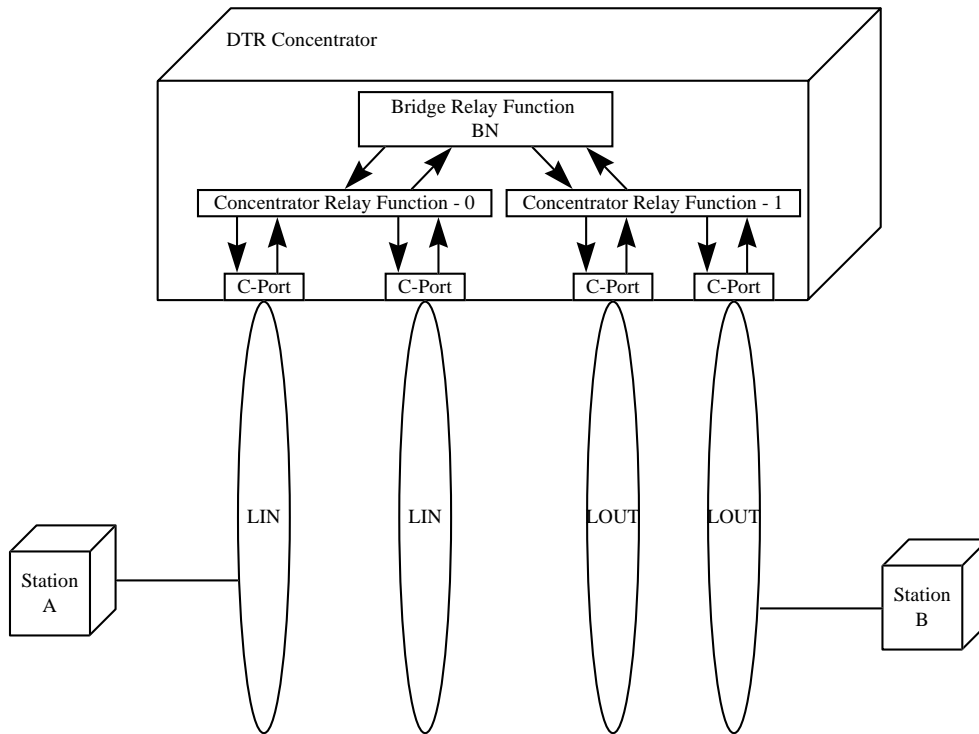 DTR Concentrator
Bridge Relay Function
BN
Concentrator Relay Function - 0
Concentrator Relay Function - 1
C-Port
C-Port
C-Port
C-Port
LIN
LIN
LOUT
LOUT
Station
A
Station
B